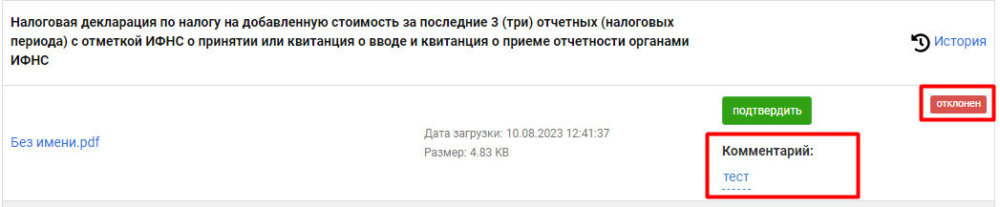 Налоговая декларация по налогу на добавленную стоимость за последние 3 (три) отчетных (налоговых
периода) с отметкой ИФНС о принятии или квитанция о вводе и квитанция о приеме отчетности органами
ИФНС
История
отклонен
подтвердить
Без имени.pdf
Дата загрузки: 10.08.2023 12:41:37
Размер: 4.83 KB
Комментарий:
тест